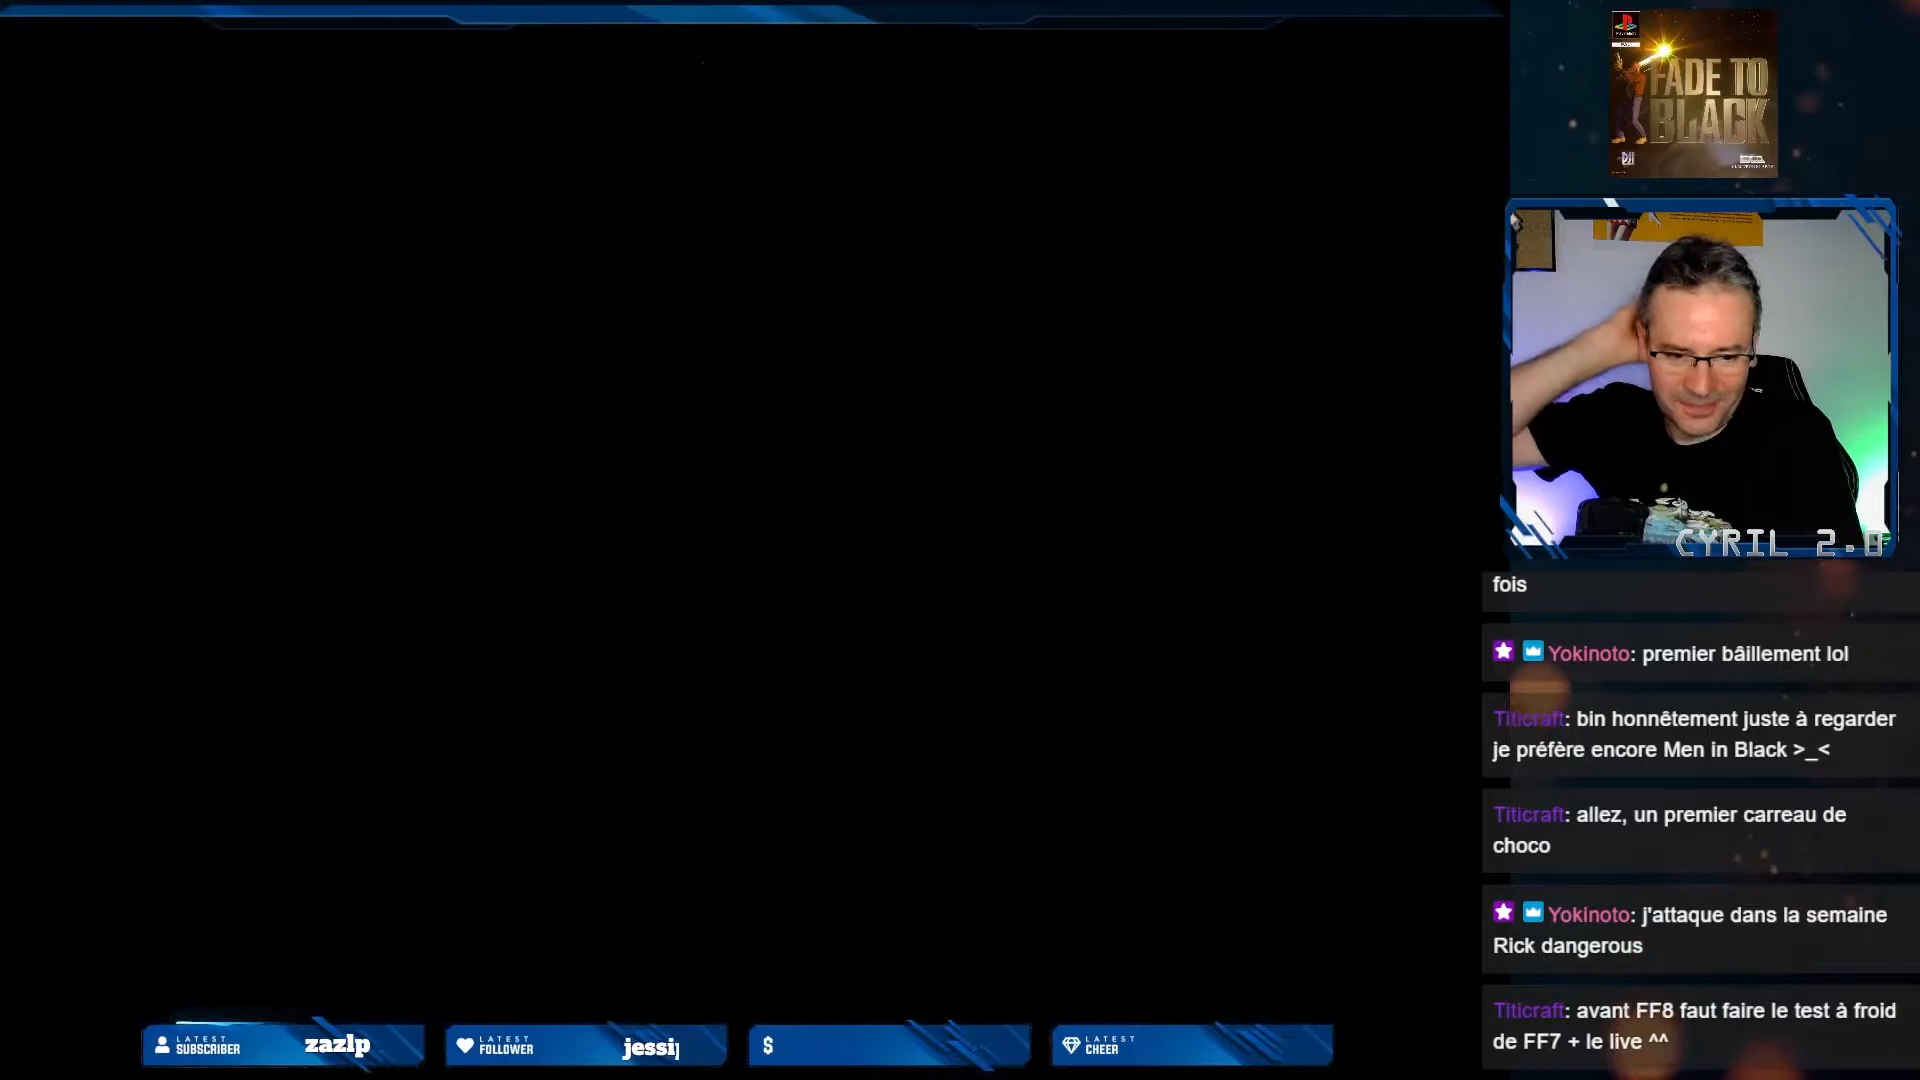 FADE TO
BLACK
CYRIL 2.0
fois
Yokinoto: premier bâillement lol
Titicraft: bin honnêtement juste à regarder
je préfère encore Men in Black >_<
Titicraft: allez, un premier carreau de
choco
Yokinoto: j'attaque dans la semaine
Rick dangerous
Titicraft: avant FF8 faut faire le test à froid
de FF7 + le live ^^
LATEST
SUBSCRIBER
zazlp
LATEST
FOLLOWER
jessip
$
LATEST
CHEER